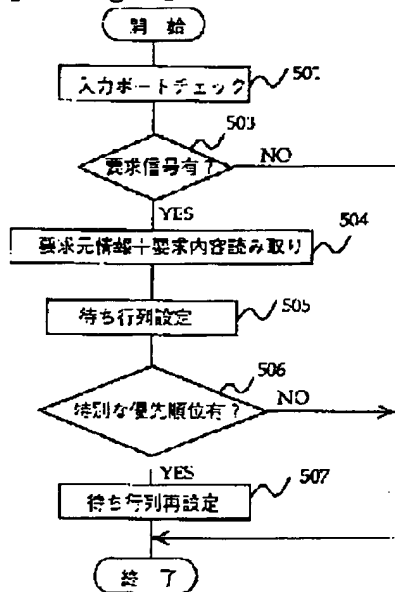 開 始
入力ポートチェック
502
503
要求信号有？
NO
YES
504
要求元情報＋要求内容読み取り
505
待ち行列設定
506
特別な優先順位有？
NO
YES
507
待ち行列再設定
終 了